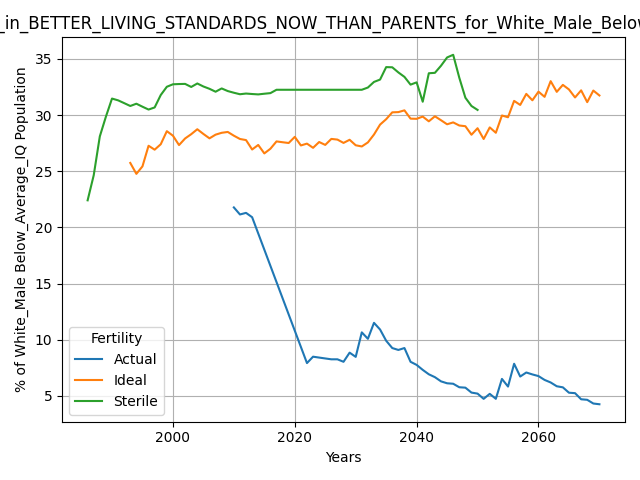 _in_BETTER_LIVING_STANDARDS_NOW_THAN_PARENTS_for_White_Male_Below
% of White_Male Below_Average_IQ Population
35
30
25
20
15
10
5
Fertility
Actual
Ideal
Sterile
2000
2020
2040
2060
Years